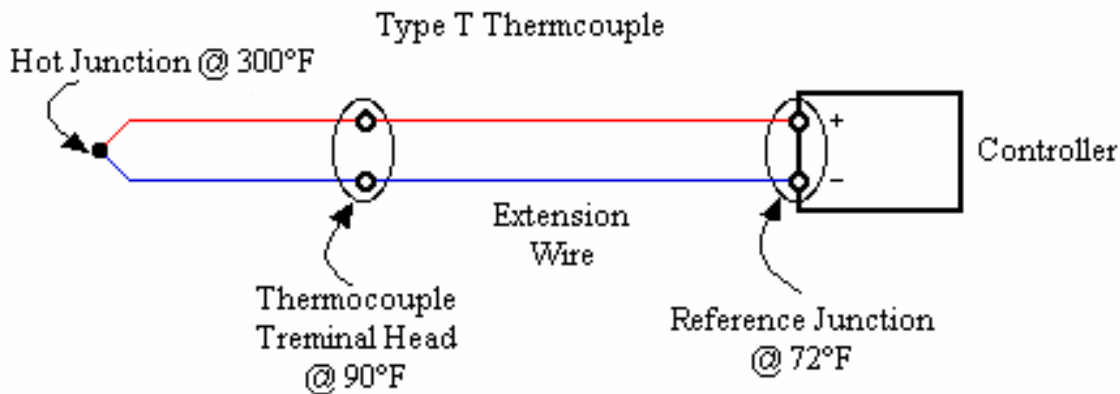 Type T Thermcouple
Hot Junction @ 300°F
+
Controller
−
Extension
Wire
Thermocouple
Treminal Head
@ 90°F
Reference Junction
@ 72°F